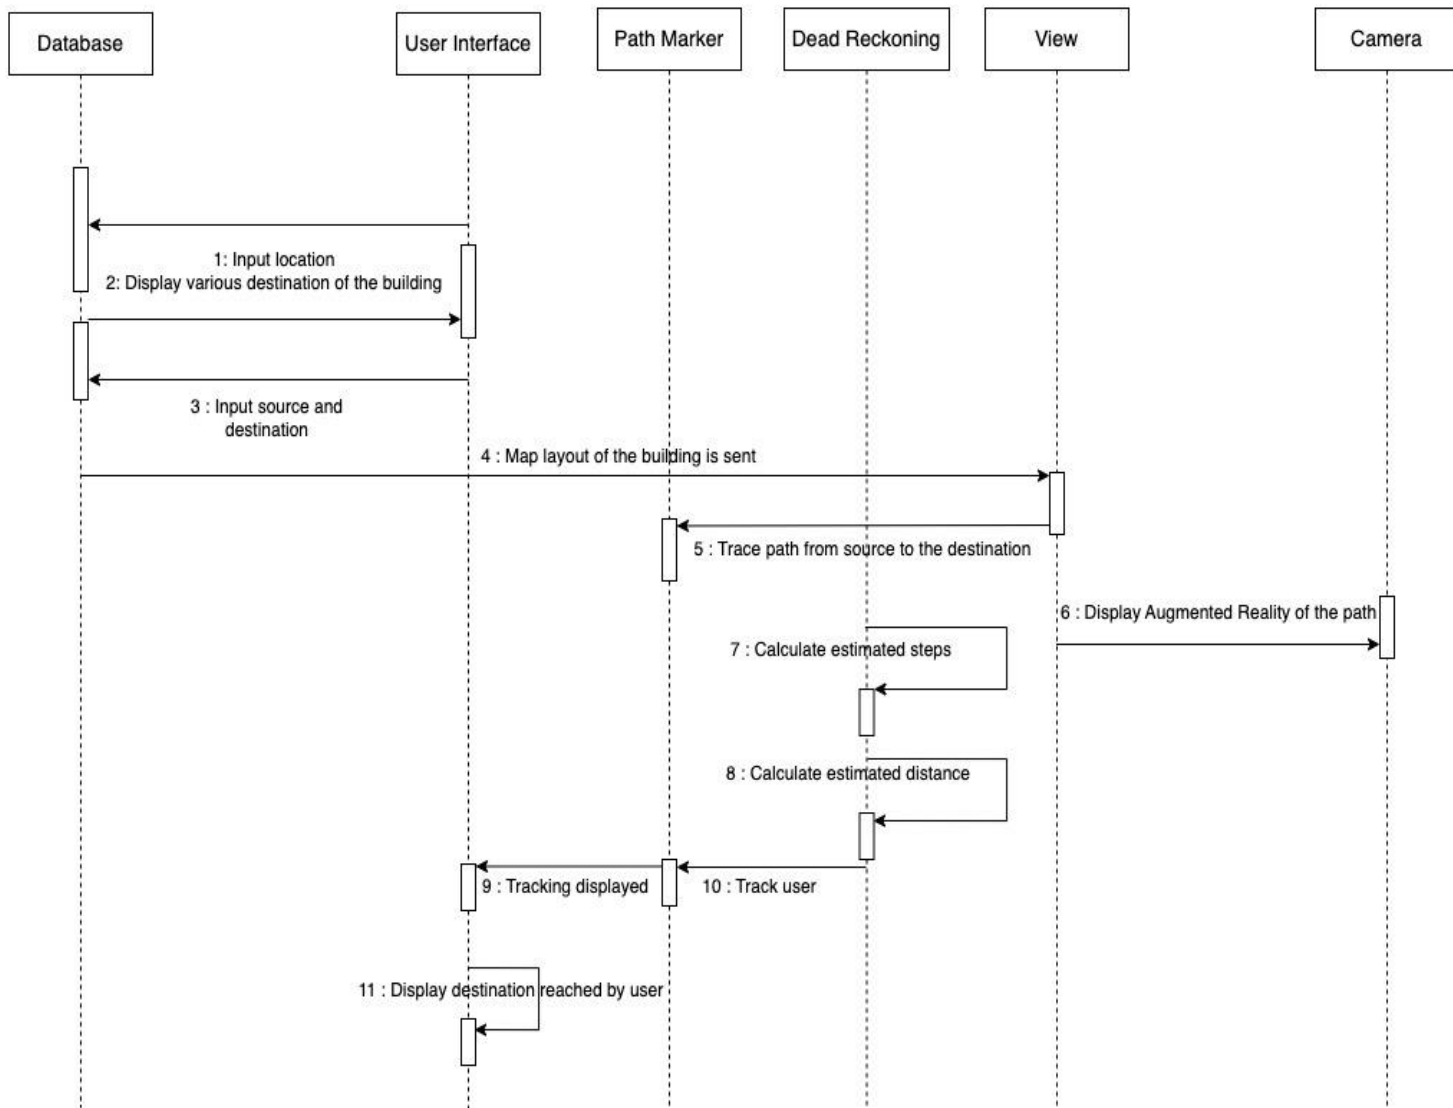 Database
User Interface
Path Marker
Dead Reckoning
View
Camera
1: Input location
2: Display various destination of the building
3 : Input source and
destination
4 : Map layout of the building is sent
5 : Trace path from source to the destination
6 : Display Augmented Reality of the path
7 : Calculate estimated steps
8 : Calculate estimated distance
9 : Tracking displayed
10 : Track user
11 : Display destination reached by user